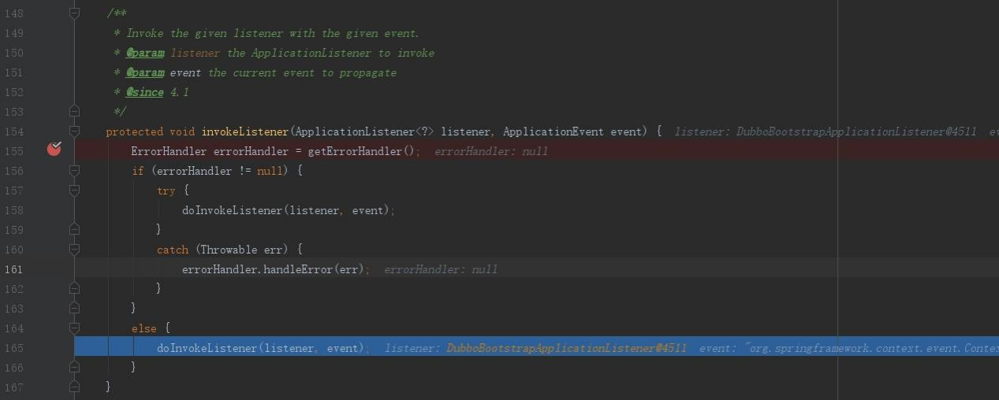 148 /**
149 * Invoke the given listener with the given event.
150 * @param listener the ApplicationListener to invoke
151 * @param event the current event to propagate
152 * @since 4.1
153 */
154 protected void invokeListener(ApplicationListener<?> listener, ApplicationEvent event) { listener: DubboBootstrapApplicationListener@4511 ev
155 ErrorHandler errorHandler = getErrorHandler(); errorHandler: null
156 if (errorHandler != null) {
157 try {
158 doInvokeListener(listener, event);
159 }
160 catch (Throwable err) {
161 errorHandler.handleError(err); errorHandler: null
162 }
163 }
164 else {
165 doInvokeListener(listener, event); listener: DubboBootstrapApplicationListener@4511 event: "org.springframework.context.event.Contex
166 }
167 }